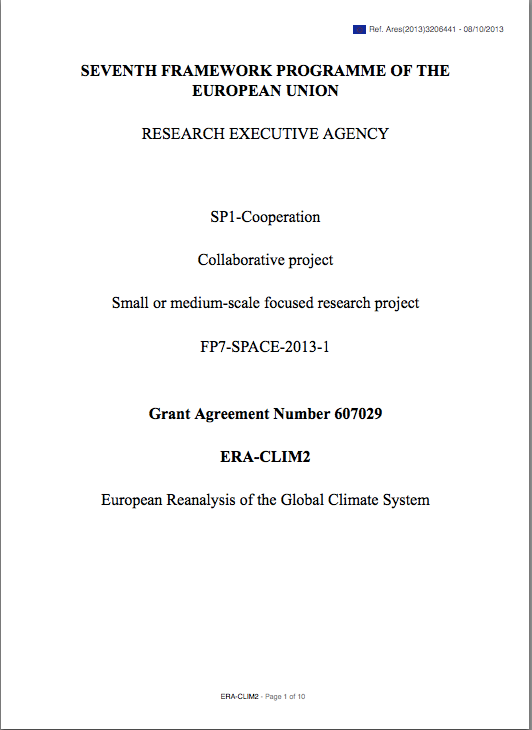 Ref. Ares(2013)3206441 - 08/10/2013
SEVENTH FRAMEWORK PROGRAMME OF THE
EUROPEAN UNION
RESEARCH EXECUTIVE AGENCY
SP1-Cooperation
Collaborative project
Small or medium-scale focused research project
FP7-SPACE-2013-1
Grant Agreement Number 607029
ERA-CLIM2
European Reanalysis of the Global Climate System
ERA-CLIM2 - Page 1 of 10